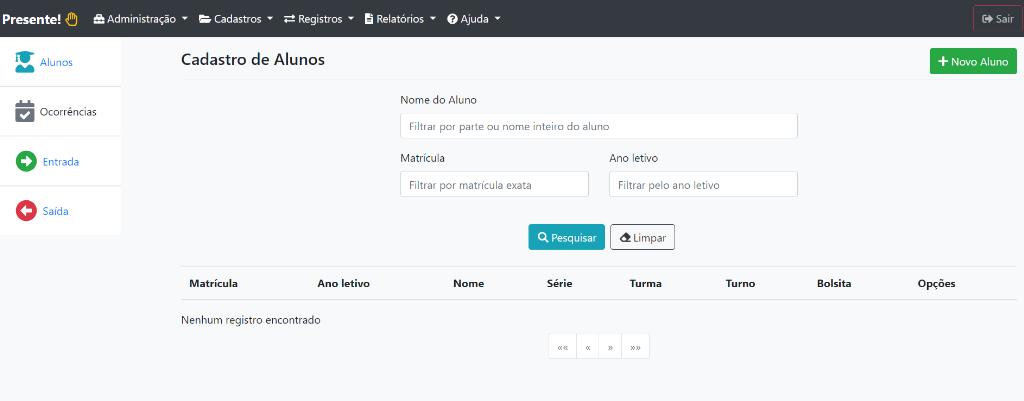 Presente! Administração Cadastros Registros Relatórios Ajuda Sair
Alunos
Ocorrências
Entrada
Saída
Cadastro de Alunos
Novo Aluno
Nome do Aluno
Filtrar por parte ou nome inteiro do aluno
Matrícula Ano letivo
Filtrar por matrícula exata Filtrar pelo ano letivo
Pesquisar Limpar
Matrícula Ano letivo Nome Série Turma Turno Bolsita Opções
Nenhum registro encontrado
«« « » »»